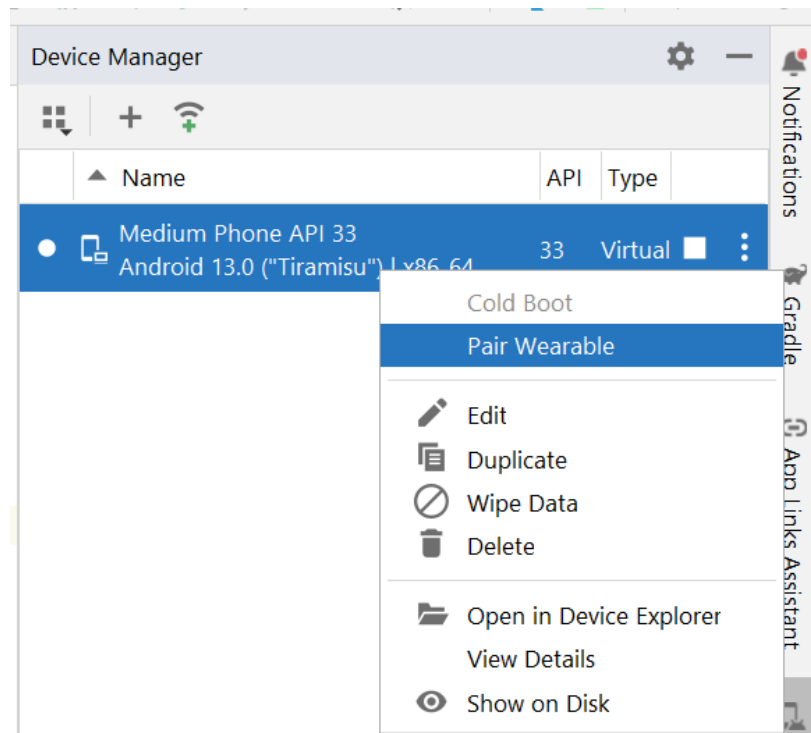 Device Manager
Name
API
Type
Medium Phone API 33
Android 13.0 ("Tiramisu") | x86_64
33
Virtual
Cold Boot
Pair Wearable
Edit
Duplicate
Wipe Data
Delete
Open in Device Explorer
View Details
Show on Disk
Notifications
Gradle
App Links Assistant